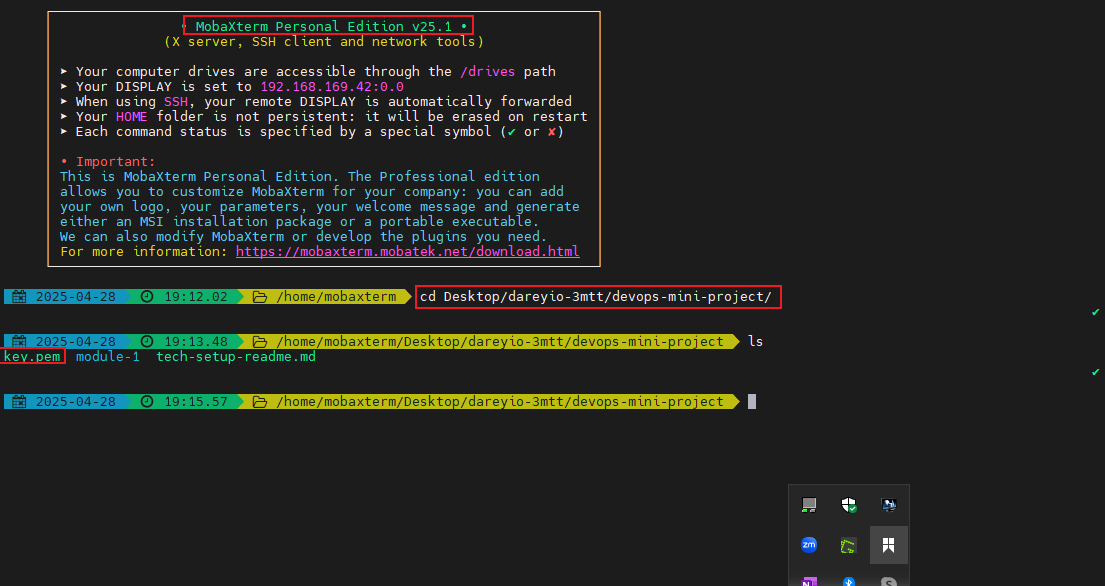 • MobaXterm Personal Edition v25.1 •
(X server, SSH client and network tools)
➤ Your computer drives are accessible through the /drives path
➤ Your DISPLAY is set to 192.168.169.42:0.0
➤ When using SSH, your remote DISPLAY is automatically forwarded
➤ Your HOME folder is not persistent: it will be erased on restart
➤ Each command status is specified by a special symbol (✔ or ✘)
• Important:
This is MobaXterm Personal Edition. The Professional edition
allows you to customize MobaXterm for your company: you can add
your own logo, your parameters, your welcome message and generate
either an MSI installation package or a portable executable.
We can also modify MobaXterm or develop the plugins you need.
For more information: https://mobaxterm.mobatek.net/download.html
2025-04-28 19:12.02 /home/mobaxterm cd Desktop/dareyio-3mtt/devops-mini-project/
✔
2025-04-28 19:13.48 /home/mobaxterm/Desktop/dareyio-3mtt/devops-mini-project ls
key.pem module-1 tech-setup-readme.md
✔
2025-04-28 19:15.57 /home/mobaxterm/Desktop/dareyio-3mtt/devops-mini-project
zm
N S